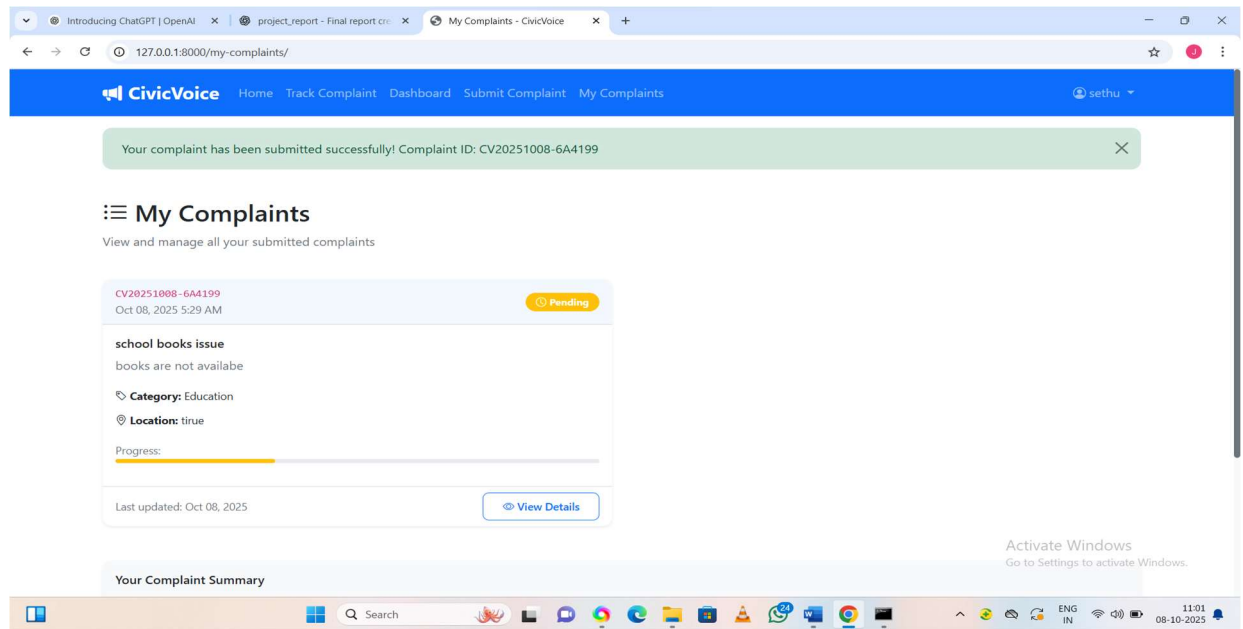 Introducing ChatGPT | OpenAI
project_report - Final report cre
My Complaints - CivicVoice
127.0.0.1:8000/my-complaints/
J
CivicVoice Home Track Complaint Dashboard Submit Complaint My Complaints sethu
Your complaint has been submitted successfully! Complaint ID: CV20251008-6A4199
My Complaints
View and manage all your submitted complaints
CV20251008-6A4199
Pending
Oct 08, 2025 5:29 AM
school books issue
books are not availabe
Category: Education
Location: tirue
Progress:
Last updated: Oct 08, 2025
View Details
Activate Windows
Go to Settings to activate Windows.
Your Complaint Summary
Search
24
ENG
IN
11:01
08-10-2025